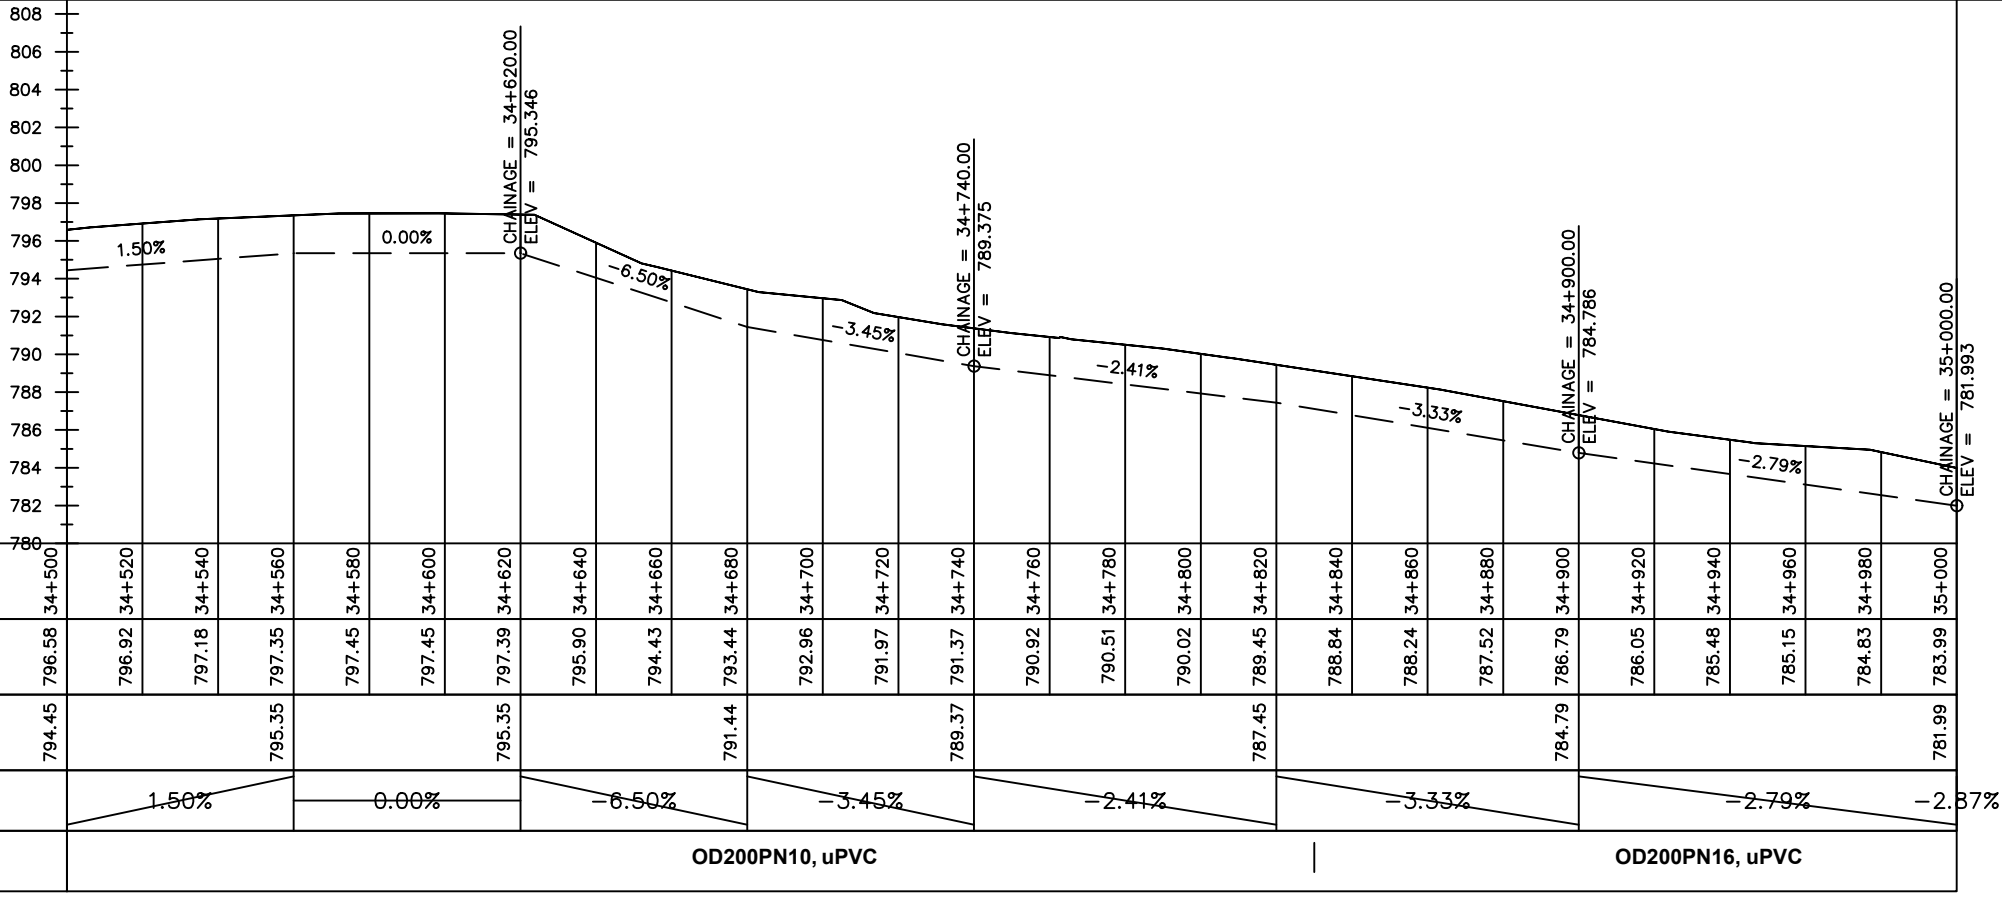 808
806
804
802
800
798
796
794
792
790
788
786
784
782
780
CHAINAGE = 34+620.00
ELEV = 795.346
CHAINAGE = 34+740.00
ELEV = 789.375
CHAINAGE = 34+900.00
ELEV = 784.786
CHAINAGE = 35+000.00
ELEV = 781.993
1.50%
0.00%
-6.50%
-3.45%
-2.41%
-3.33%
-2.79%
34+500 34+520 34+540 34+560 34+580 34+600 34+620 34+640 34+660 34+680 34+700 34+720 34+740 34+760 34+780 34+800 34+820 34+840 34+860 34+880 34+900 34+920 34+940 34+960 34+980 35+000
796.58 796.92 797.18 797.35 797.45 797.45 797.39 795.90 794.43 793.44 792.96 791.97 791.37 790.92 790.51 790.02 789.45 788.84 788.24 787.52 786.79 786.05 785.48 785.15 784.83 783.99
794.45 795.35 795.35 791.44 789.37 787.45 784.79 781.99
1.50% 0.00% -6.50% -3.45% -2.41% -3.33% -2.79% -2.87%
OD200PN10, uPVC OD200PN16, uPVC